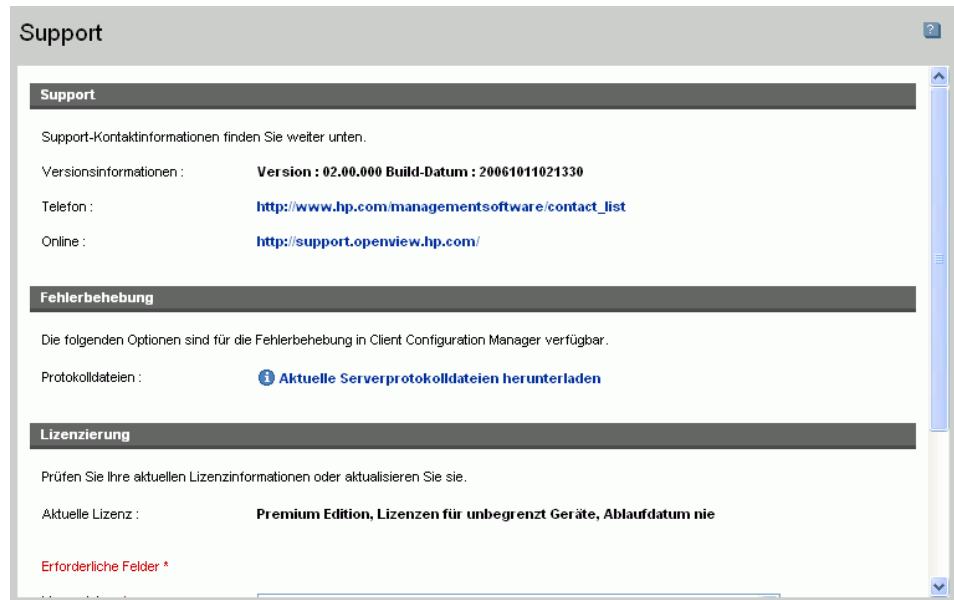 Support
?
Support
Support-Kontaktinformationen finden Sie weiter unten.
Versionsinformationen : Version : 02.00.000 Build-Datum : 20061011021330
Telefon : http://www.hp.com/managementsoftware/contact_list
Online : http://support.openview.hp.com/
Fehlerbehebung
Die folgenden Optionen sind für die Fehlerbehebung in Client Configuration Manager verfügbar.
Protokolldateien : Aktuelle Serverprotokolldateien herunterladen
Lizenzierung
Prüfen Sie Ihre aktuellen Lizenzinformationen oder aktualisieren Sie sie.
Aktuelle Lizenz : Premium Edition, Lizenzen für unbegrenzt Geräte, Ablaufdatum nie
Erforderliche Felder *